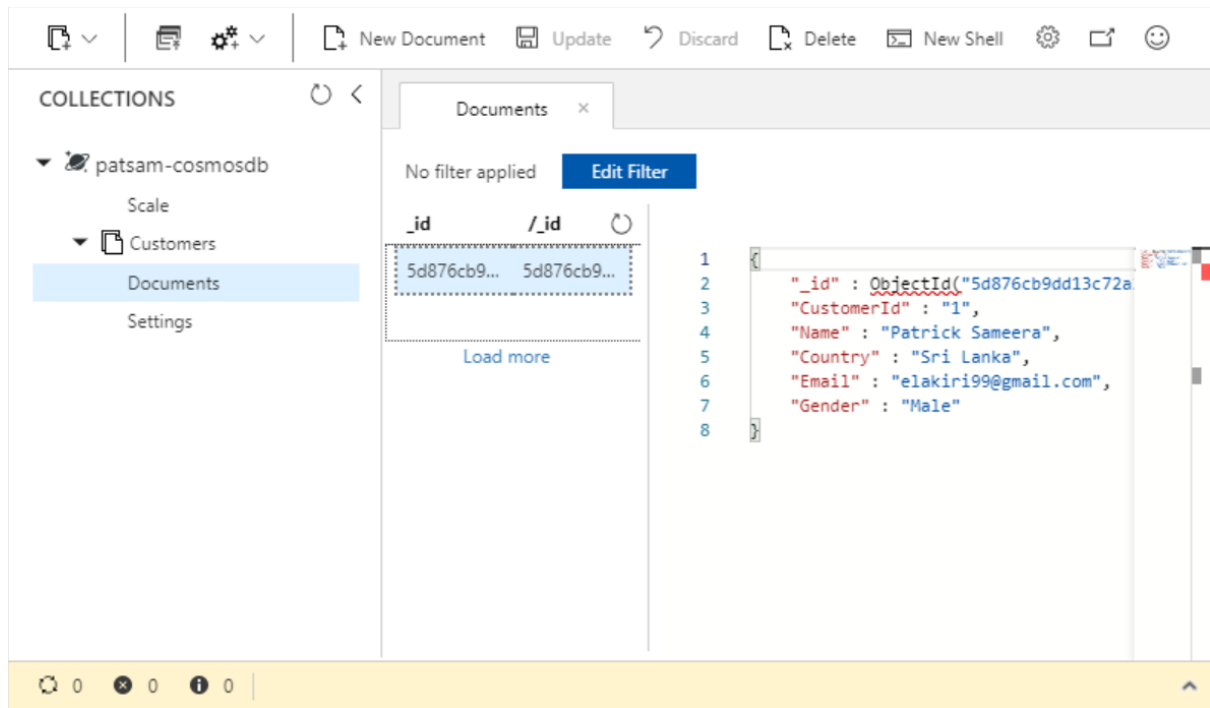 New Document Update Discard Delete New Shell
COLLECTIONS
patsam-cosmosdb
Scale
Customers
Documents
Settings
Documents
No filter applied Edit Filter
_id /_id
5d876cb9... 5d876cb9...
Load more
1 {
2 "_id" : ObjectId("5d876cb9dd13c72a
3 "CustomerId" : "1",
4 "Name" : "Patrick Sameera",
5 "Country" : "Sri Lanka",
6 "Email" : "elakiri99@gmail.com",
7 "Gender" : "Male"
8 }
0 0 0